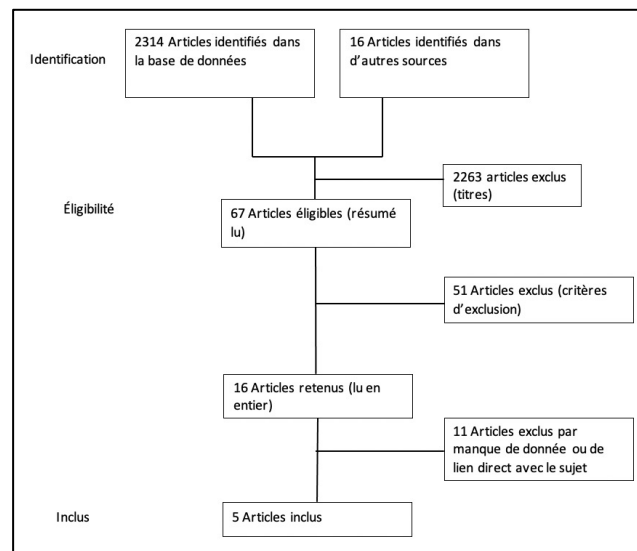 2314 Articles identifiés dans
la base de données
16 Articles identifiés dans
d'autres sources
Identification
2263 articles exclus
(titres)
Éligibilité
67 Articles éligibles (résumé
lu)
51 Articles exclus (critères
d'exclusion)
16 Articles retenus (lu en
entier)
11 Articles exclus par
manque de donnée ou de
lien direct avec le sujet
Inclus
5 Articles inclus